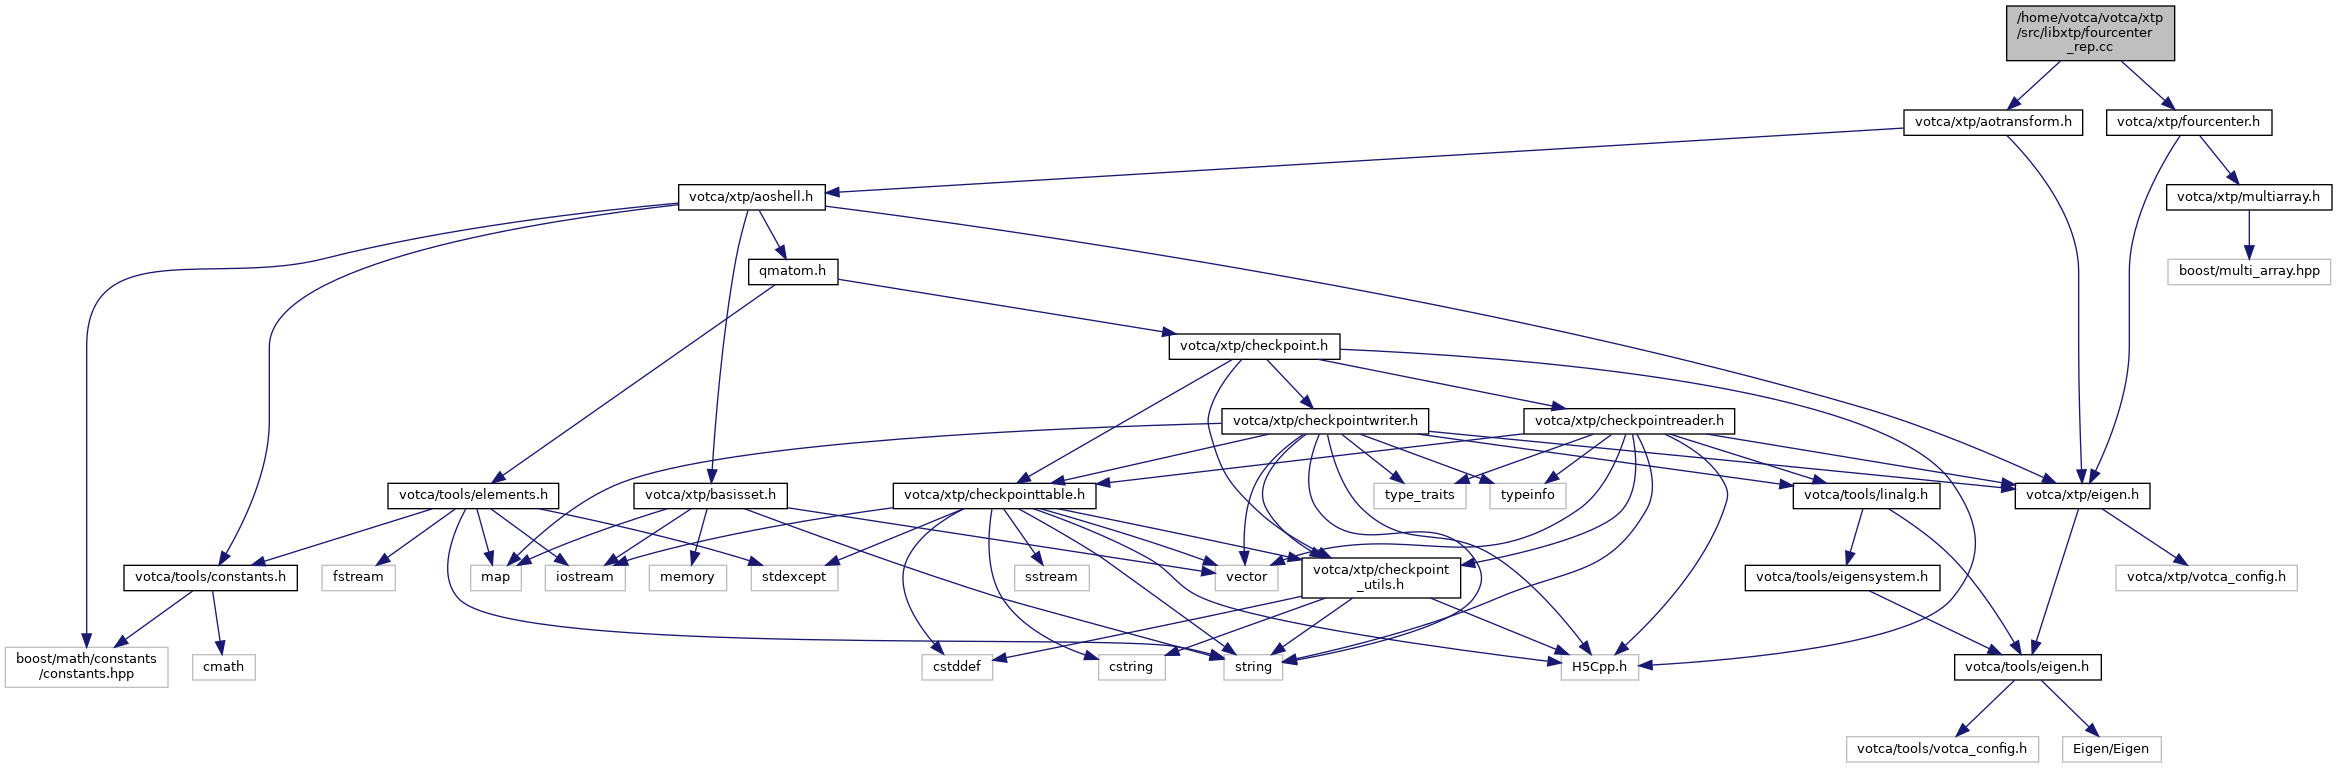 /home/votca/votca/xtp
/src/libxtp/fourcenter
_rep.cc
votca/xtp/aotransform.h
votca/xtp/fourcenter.h
votca/xtp/aoshell.h
votca/xtp/multiarray.h
qmatom.h
boost/multi_array.hpp
votca/xtp/checkpoint.h
votca/xtp/checkpointwriter.h
votca/xtp/checkpointreader.h
votca/tools/elements.h
votca/xtp/basisset.h
votca/xtp/checkpointtable.h
type_traits
typeinfo
votca/tools/linalg.h
votca/xtp/eigen.h
votca/tools/constants.h
fstream
map
iostream
memory
stdexcept
sstream
vector
votca/xtp/checkpoint
_utils.h
votca/tools/eigensystem.h
votca/xtp/votca_config.h
boost/math/constants
/constants.hpp
cmath
cstddef
cstring
string
H5Cpp.h
votca/tools/eigen.h
votca/tools/votca_config.h
Eigen/Eigen